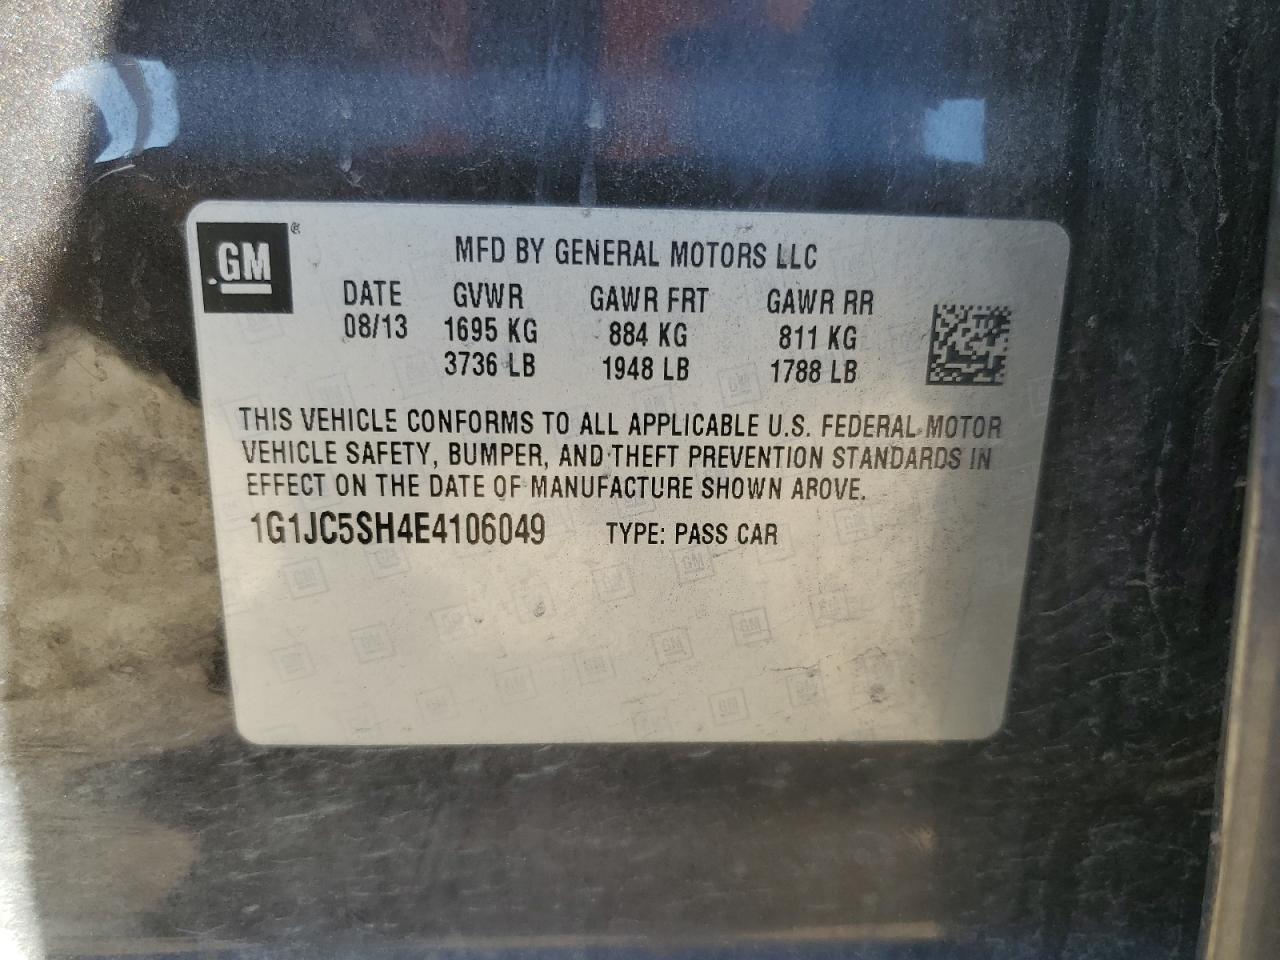 GM ®
MFD BY GENERAL MOTORS LLC
DATE GVWR GAWR FRT GAWR RR
08/13 1695 KG 884 KG 811 KG
3736 LB 1948 LB 1788 LB
THIS VEHICLE CONFORMS TO ALL APPLICABLE U.S. FEDERAL MOTOR
VEHICLE SAFETY, BUMPER, AND THEFT PREVENTION STANDARDS IN
EFFECT ON THE DATE OF MANUFACTURE SHOWN ABOVE.
1G1JC5SH4E4106049 TYPE: PASS CAR